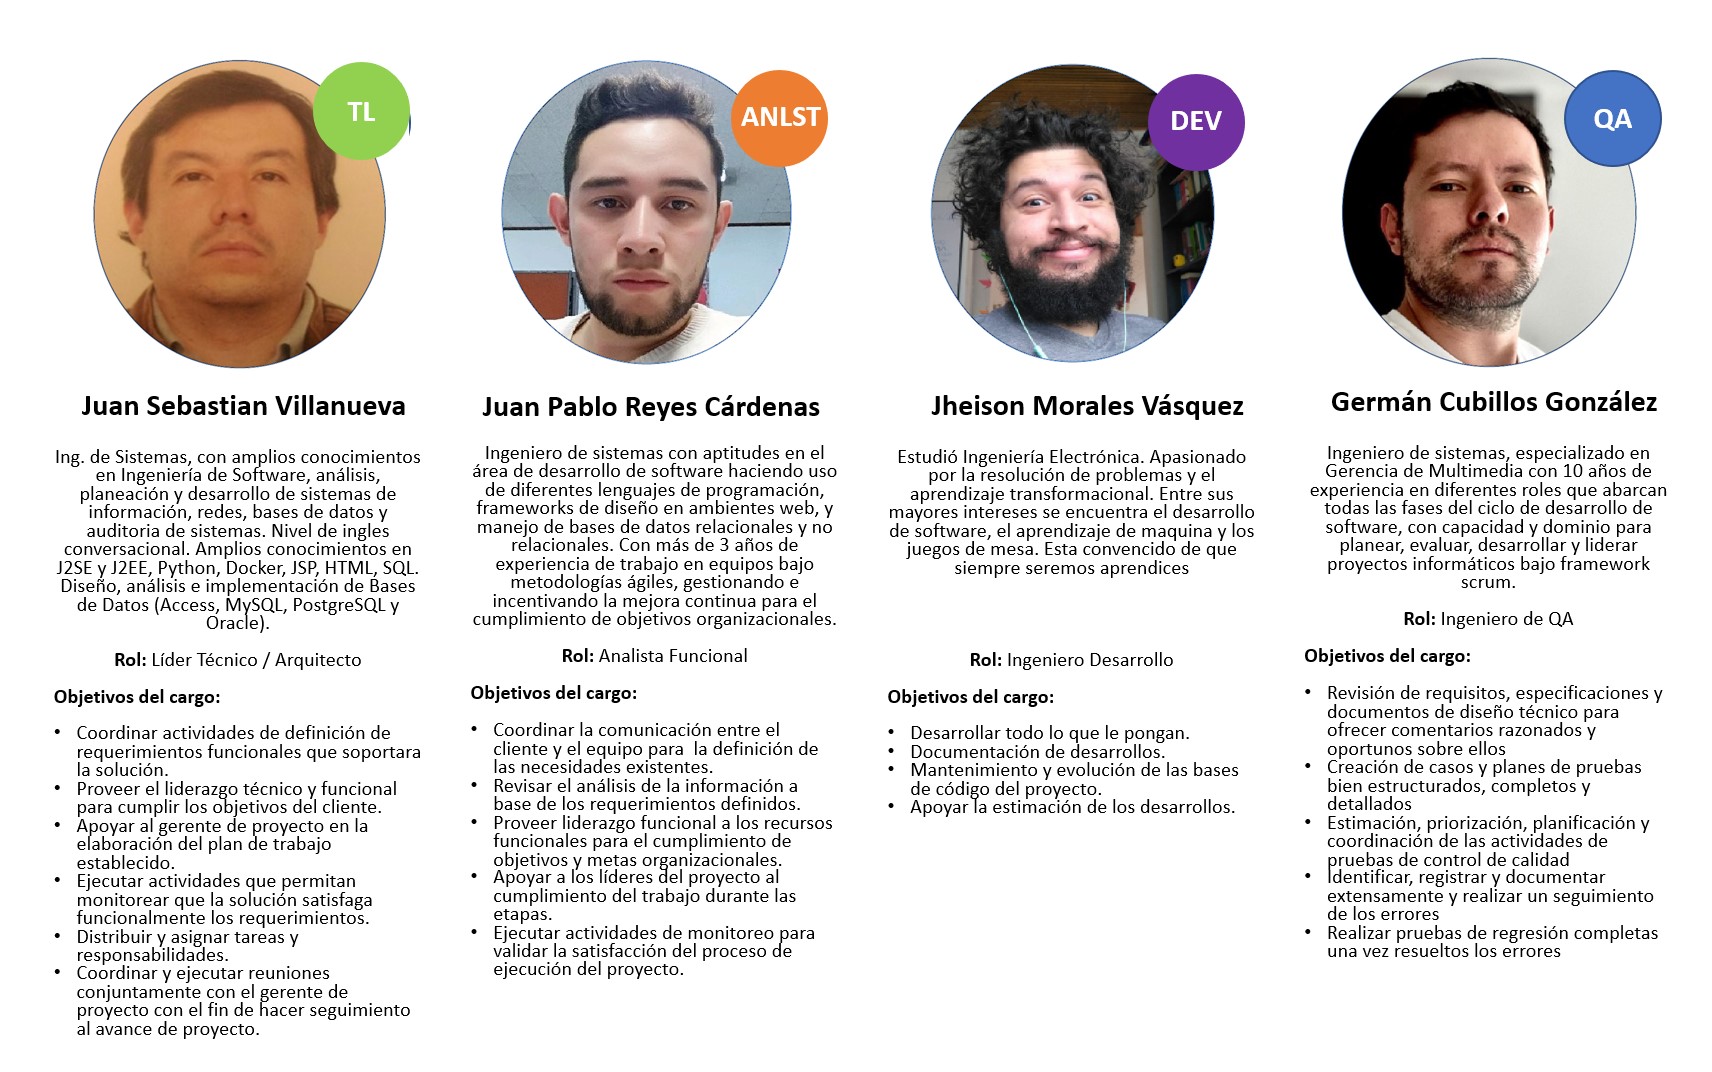 TL
Juan Sebastian Villanueva
Ing. de Sistemas, con amplios conocimientos
en Ingeniería de Software, análisis,
planeación y desarrollo de sistemas de
información, redes, bases de datos y
auditoria de sistemas. Nivel de ingles
conversacional. Amplios conocimientos en
J2SE y J2EE, Python, Docker, JSP, HTML, SQL.
Diseño, análisis e implementación de Bases
de Datos (Access, MySQL, PostgreSQL y
Oracle).
Rol: Líder Técnico / Arquitecto
Objetivos del cargo:
• Coordinar actividades de definición de
requerimientos funcionales que soportara
la solución.
• Proveer el liderazgo técnico y funcional
para cumplir los objetivos del cliente.
• Apoyar al gerente de proyecto en la
elaboración del plan de trabajo
establecido.
• Ejecutar actividades que permitan
monitorear que la solución satisfaga
funcionalmente los requerimientos.
• Distribuir y asignar tareas y
responsabilidades.
• Coordinar y ejecutar reuniones
conjuntamente con el gerente de
proyecto con el fin de hacer seguimiento
al avance de proyecto.
ANLST
Juan Pablo Reyes Cárdenas
Ingeniero de sistemas con aptitudes en el
área de desarrollo de software haciendo uso
de diferentes lenguajes de programación,
frameworks de diseño en ambientes web, y
manejo de bases de datos relacionales y no
relacionales. Con más de 3 años de
experiencia de trabajo en equipos bajo
metodologías ágiles, gestionando e
incentivando la mejora continua para el
cumplimiento de objetivos organizacionales.
Rol: Analista Funcional
Objetivos del cargo:
• Coordinar la comunicación entre el
cliente y el equipo para  la definición de
las necesidades existentes.
• Revisar el análisis de la información a
base de los requerimientos definidos.
• Proveer liderazgo funcional a los recursos
funcionales para el cumplimiento de
objetivos y metas organizacionales.
• Apoyar a los líderes del proyecto al
cumplimiento del trabajo durante las
etapas.
• Ejecutar actividades de monitoreo para
validar la satisfacción del proceso de
ejecución del proyecto.
DEV
Jheison Morales Vásquez
Estudió Ingeniería Electrónica. Apasionado
por la resolución de problemas y el
aprendizaje transformacional. Entre sus
mayores intereses se encuentra el desarrollo
de software, el aprendizaje de maquina y los
juegos de mesa. Esta convencido de que
siempre seremos aprendices
Rol: Ingeniero Desarrollo
Objetivos del cargo:
• Desarrollar todo lo que le pongan.
• Documentación de desarrollos.
• Mantenimiento y evolución de las bases
de código del proyecto.
• Apoyar la estimación de los desarrollos.
QA
Germán Cubillos González
Ingeniero de sistemas, especializado en
Gerencia de Multimedia con 10 años de
experiencia en diferentes roles que abarcan
todas las fases del ciclo de desarrollo de
software, con capacidad y dominio para
planear, evaluar, desarrollar y liderar
proyectos informáticos bajo framework
scrum.
Rol: Ingeniero de QA
Objetivos del cargo:
• Revisión de requisitos, especificaciones y
documentos de diseño técnico para
ofrecer comentarios razonados y
oportunos sobre ellos
• Creación de casos y planes de pruebas
bien estructurados, completos y
detallados
• Estimación, priorización, planificación y
coordinación de las actividades de
pruebas de control de calidad
• Identificar, registrar y documentar
extensamente y realizar un seguimiento
de los errores
• Realizar pruebas de regresión completas
una vez resueltos los errores